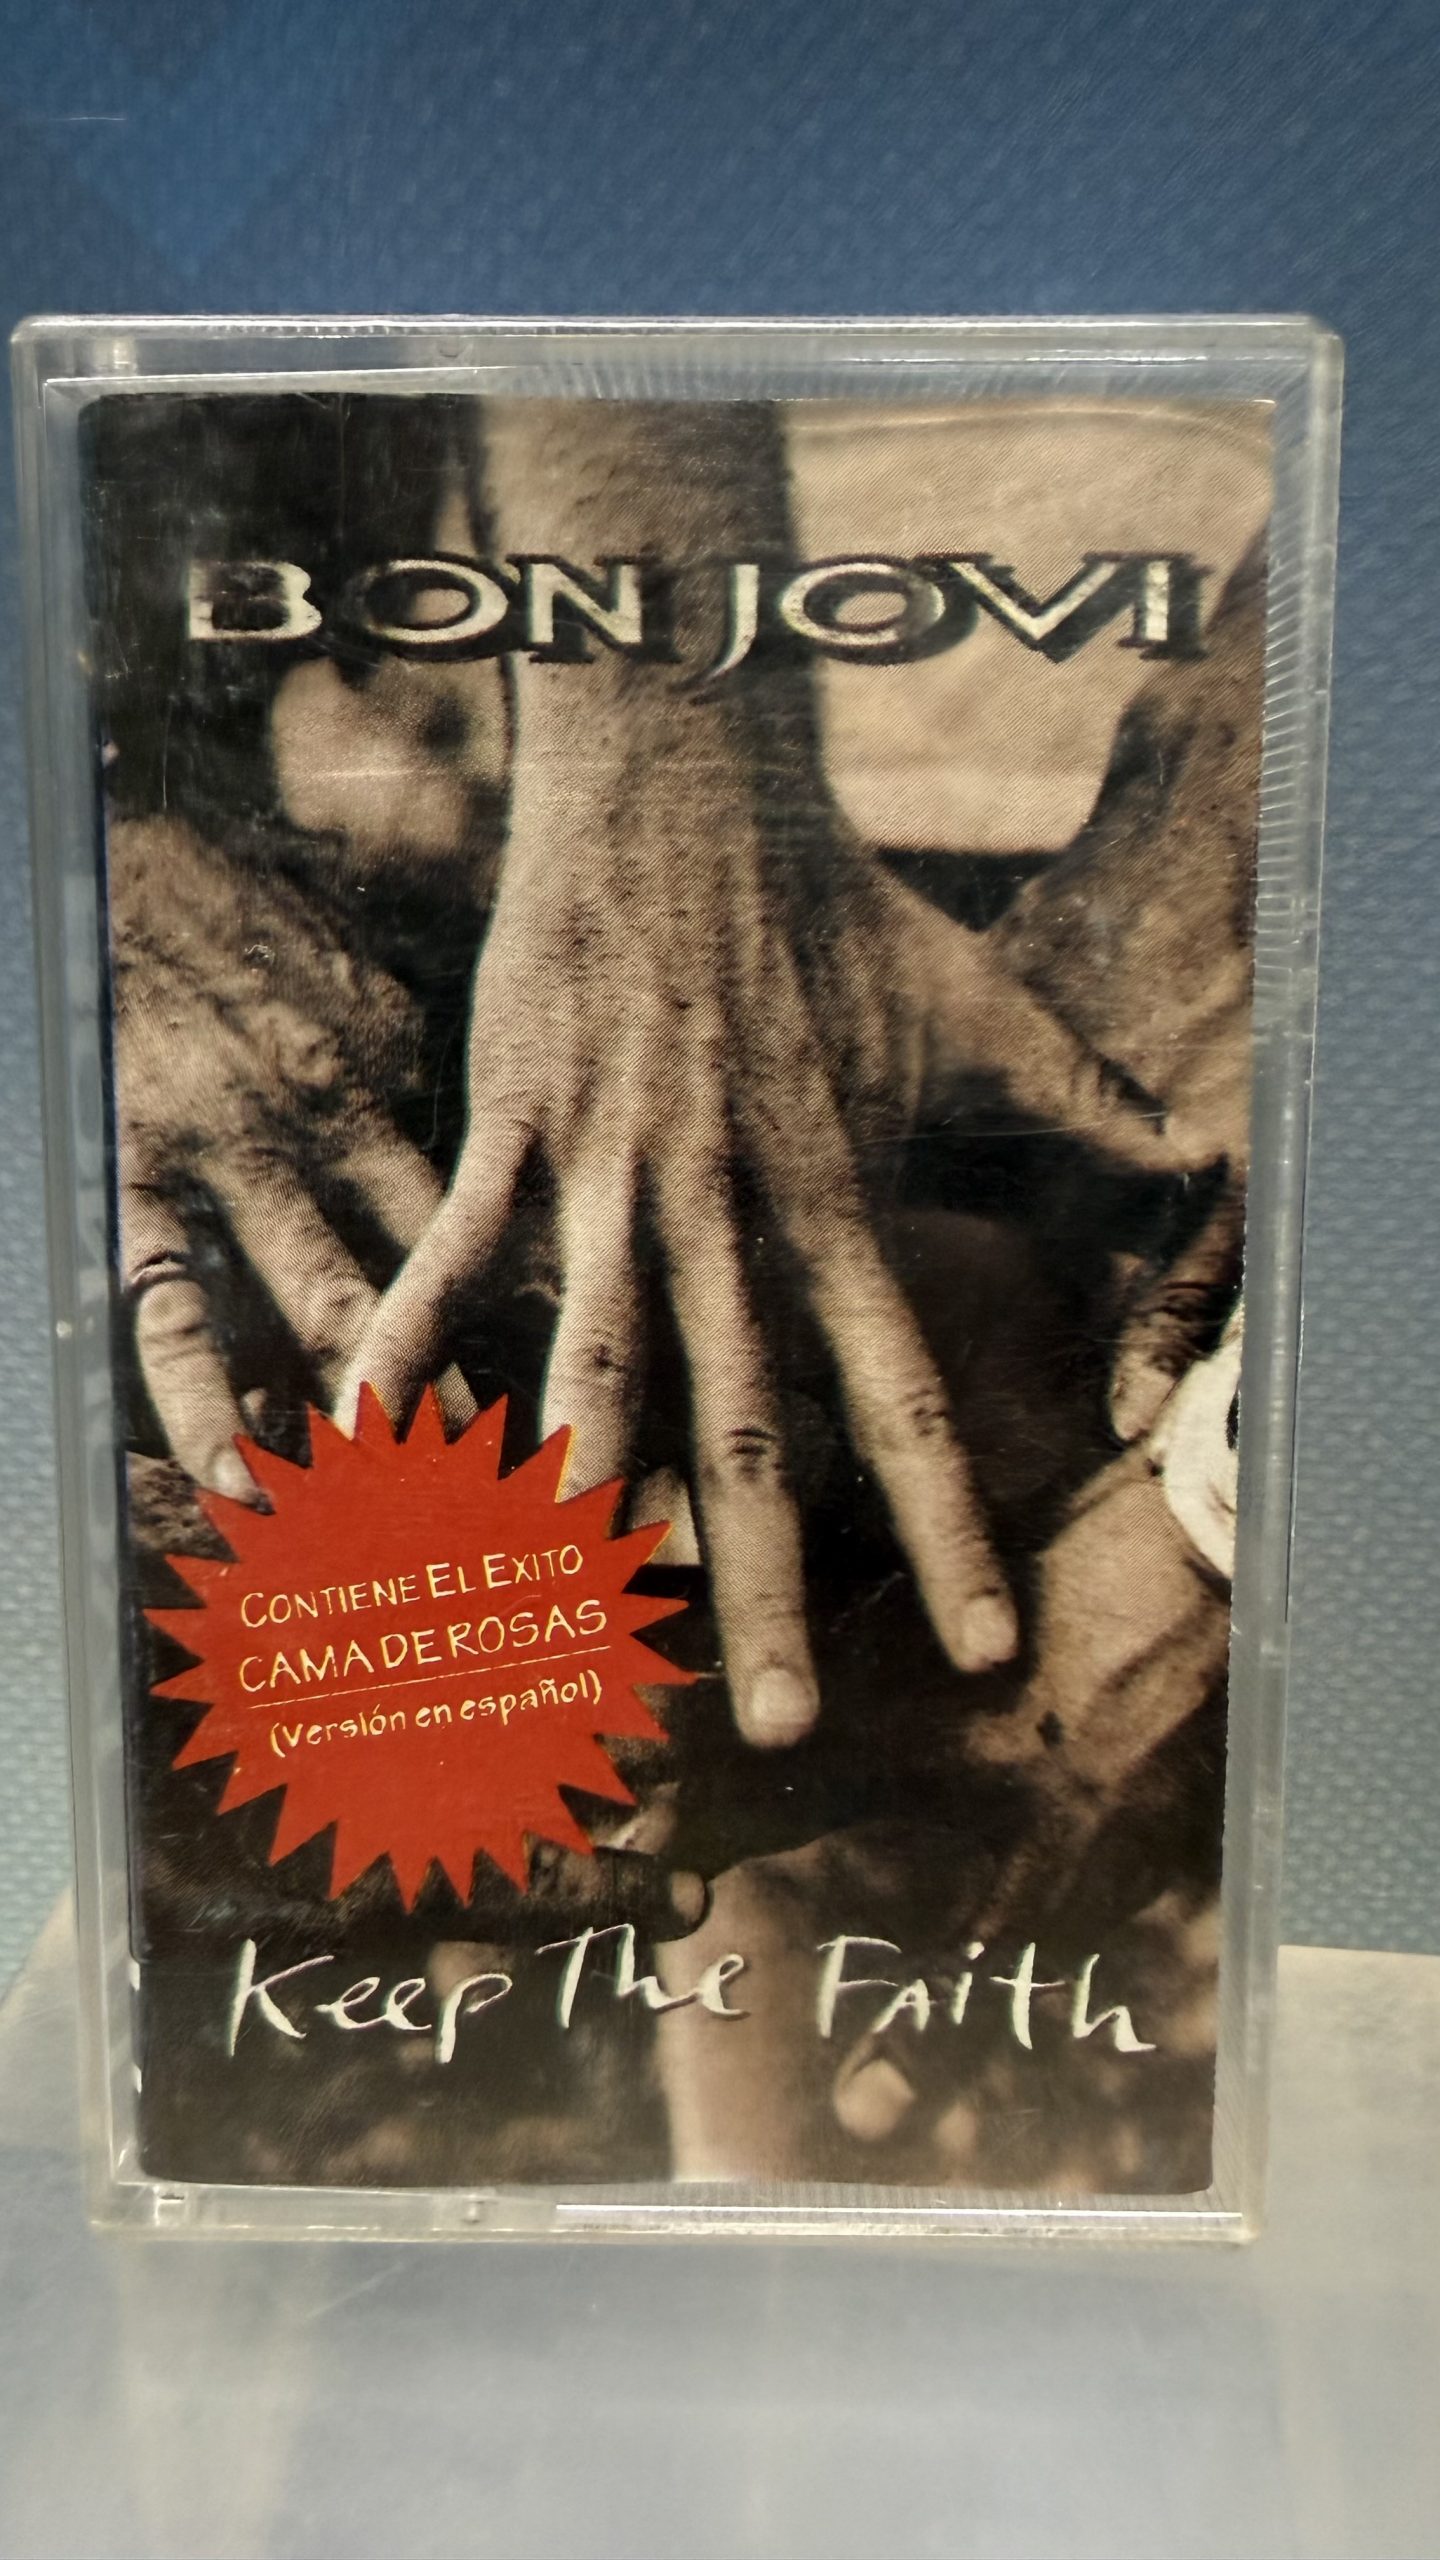 BON JOVI
CONTIENE EL EXITO
CAMA DE ROSAS
(versión en español)
Keep The Faith